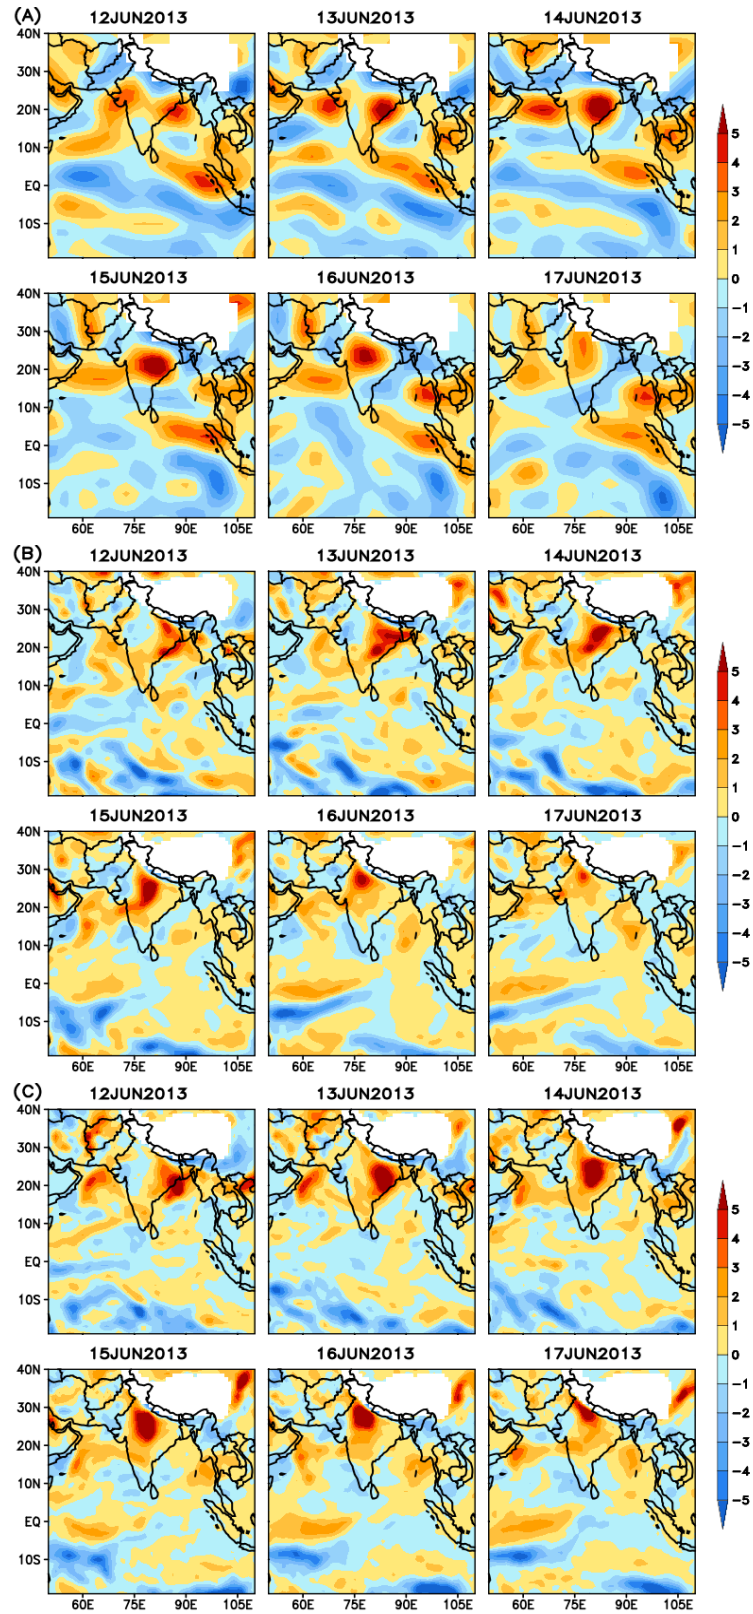 (A)
12JUN2013 13JUN2013 14JUN2013
40N
30N
20N
10N
EQ
10S
5
4
3
2
1
0
-1
-2
-3
-4
-5
15JUN2013 16JUN2013 17JUN2013
40N
30N
20N
10N
EQ
10S
60E 75E 90E 105E 60E 75E 90E 105E 60E 75E 90E 105E
(B)
12JUN2013 13JUN2013 14JUN2013
40N
30N
20N
10N
EQ
10S
5
4
3
2
1
0
-1
-2
-3
-4
-5
15JUN2013 16JUN2013 17JUN2013
40N
30N
20N
10N
EQ
10S
60E 75E 90E 105E 60E 75E 90E 105E 60E 75E 90E 105E
(C)
12JUN2013 13JUN2013 14JUN2013
40N
30N
20N
10N
EQ
10S
5
4
3
2
1
0
-1
-2
-3
-4
-5
15JUN2013 16JUN2013 17JUN2013
40N
30N
20N
10N
EQ
10S
60E 75E 90E 105E 60E 75E 90E 105E 60E 75E 90E 105E